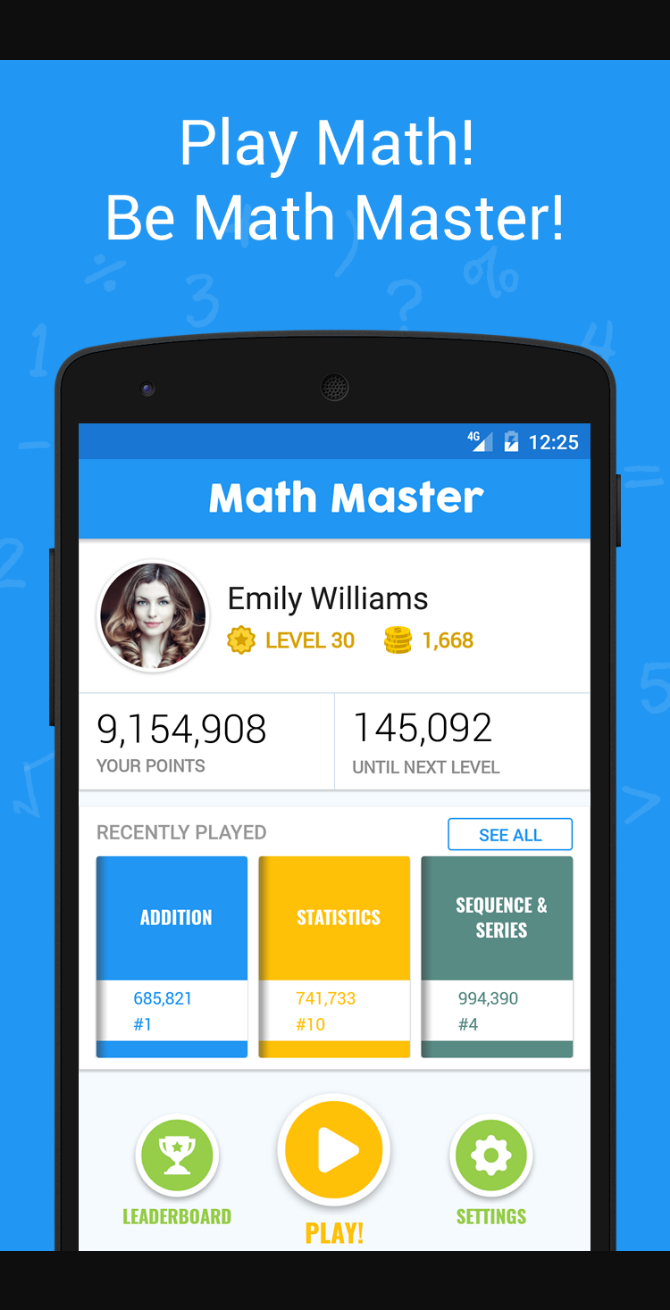 Play Math!
Be Math Master!
4G 12:25
Math Master
Emily Williams
LEVEL 30 1,668
9,154,908 145,092
YOUR POINTS UNTIL NEXT LEVEL
RECENTLY PLAYED SEE ALL
ADDITION STATISTICS SEQUENCE &
SERIES
685,821 741,733 994,390
#1 #10 #4
LEADERBOARD PLAY! SETTINGS